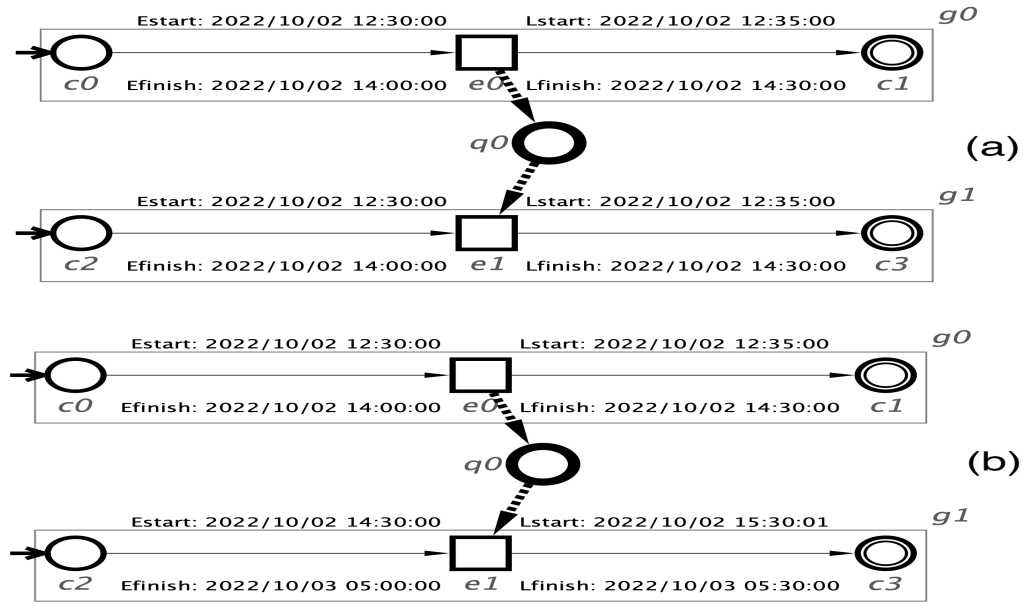 Estart: 2022/10/02 12:30:00 Lstart: 2022/10/02 12:35:00 g0
c0 Efinish: 2022/10/02 14:00:00 e0 Lfinish: 2022/10/02 14:30:00 c1
q0 (a)
Estart: 2022/10/02 12:30:00 Lstart: 2022/10/02 12:35:00 g1
c2 Efinish: 2022/10/02 14:00:00 e1 Lfinish: 2022/10/02 14:30:00 c3
Estart: 2022/10/02 12:30:00 Lstart: 2022/10/02 12:35:00 g0
c0 Efinish: 2022/10/02 14:00:00 e0 Lfinish: 2022/10/02 14:30:00 c1
q0 (b)
Estart: 2022/10/02 14:30:00 Lstart: 2022/10/02 15:30:01 g1
c2 Efinish: 2022/10/03 05:00:00 e1 Lfinish: 2022/10/03 05:30:00 c3